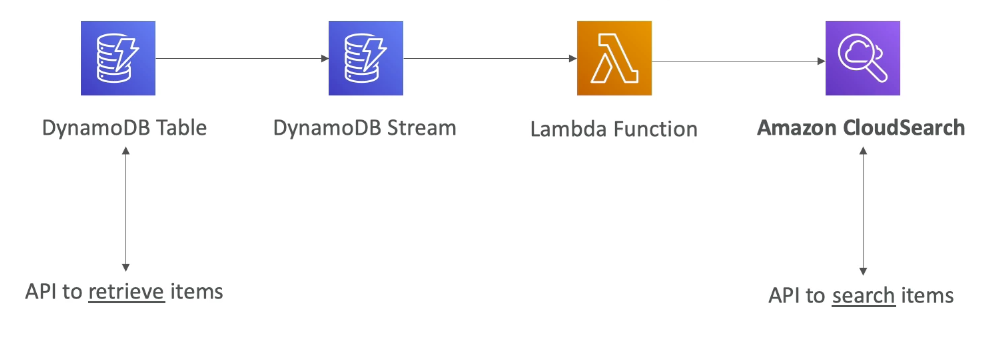 DynamoDB Table
DynamoDB Stream
Lambda Function
Amazon CloudSearch
API to retrieve items
API to search items